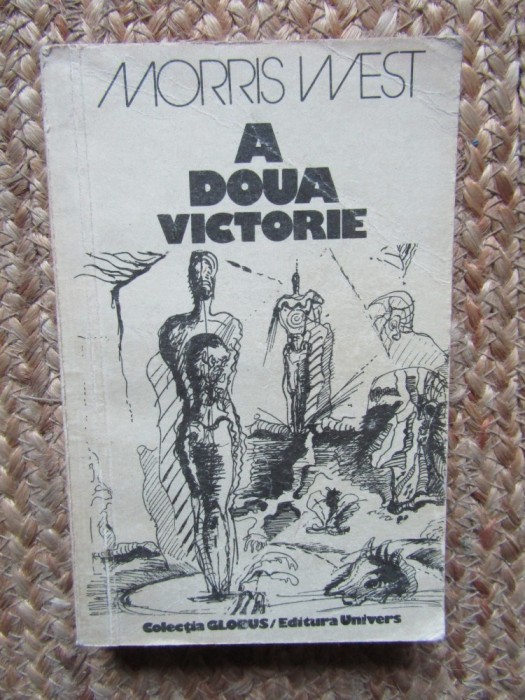 MORRIS WEST
A
DOUA
VICTORIE
Colecția GLOBUS/Editura Univers